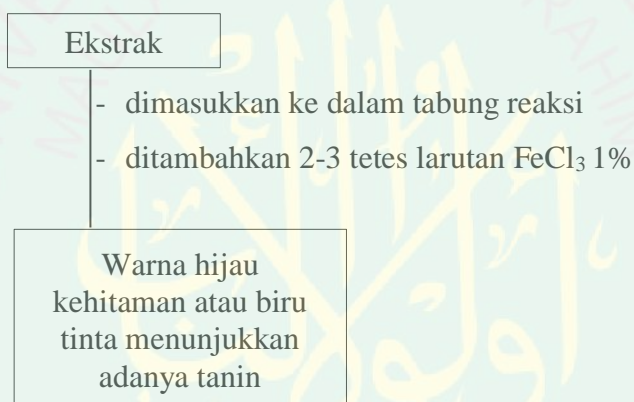 Ekstrak
- dimasukkan ke dalam tabung reaksi
- ditambahkan 2-3 tetes larutan FeCl₃ 1%
Warna hijau
kehitaman atau biru
tinta menunjukkan
adanya tanin